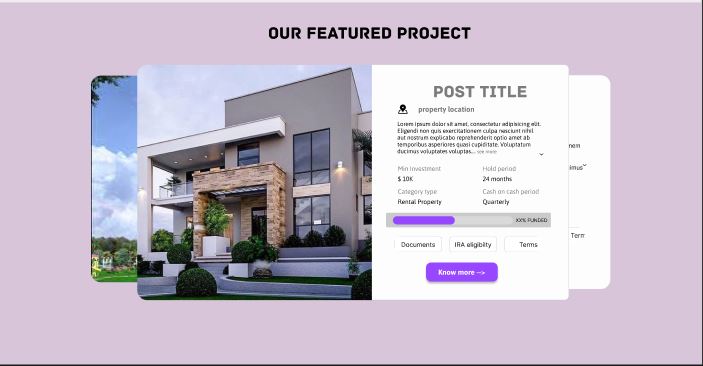 OUR FEATURED PROJECT
POST TITLE
property location
Lorem ipsum dolor sit amet, consectetur adipisicing elit.
Eligendi non quis exercitationem culpa nesciunt nihil
aut nostrum explicabo reprehenderit optio amet ab
temporibus asperiores quasi cupiditate. Voluptatum
ducimus voluptates voluptas... see more
Min Investment Hold period
$ 10K 24 months
Category type Cash on cash period
Rental Property Quarterly
XX% FUNDED
Documents IRA eligibilty Terms
Know more -->
nem
imus
Term